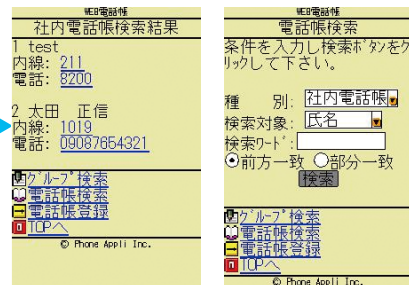 WEB電話帳
社内電話帳検索結果
1 test
内線: 211
電話: 8200
2 太田 正信
内線: 1019
電話: 09087654321
ｸﾞﾙｰﾌﾟ検索
電話帳検索
電話帳登録
TOPへ
© Phone Appli Inc.
WEB電話帳
電話帳検索
条件を入力し検索ﾎﾞﾀﾝをｸ
ﾘｯｸして下さい。
種 別: 社内電話帳
検索対象: 氏名
検索ﾜｰﾄﾞ:
前方一致 部分一致
検索
ｸﾞﾙｰﾌﾟ検索
電話帳検索
電話帳登録
TOPへ
© Phone Appli Inc.